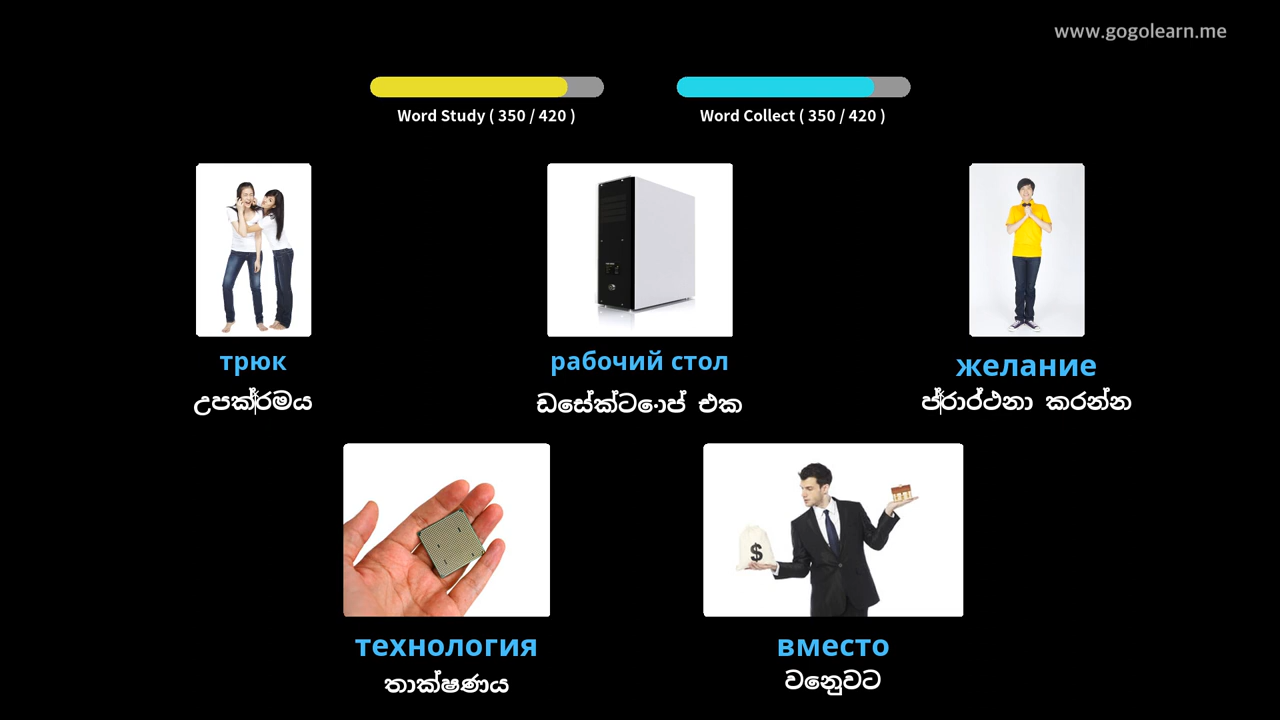 www.gogolearn.me
Word Study ( 350 / 420 )
Word Collect ( 350 / 420 )
трюк
рабочий стол
желание
උපක්‍රමය
ඩෙස්ක්ටොප් එක
ප්‍රාර්ථනා කරන්න
технология
вместо
තාක්ෂණය
වෙනුවට